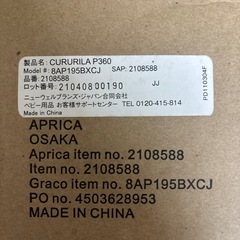 製品名: CURURILA P360
Model #: 8AP195BXCJ SAP: 2108588
品番: 2108588
ロット番号 21040800190 JJ
ニューウェルブランズ・ジャパン合同会社
ベビー用品 お客様サポートセンター TEL 0120-415-814
Made in China
PD110304F
APRICA
OSAKA
Aprica item no. 2108588
Item no. 2108588
Graco item no. 8AP195BXCJ
PO no. 4503628953
MADE IN CHINA